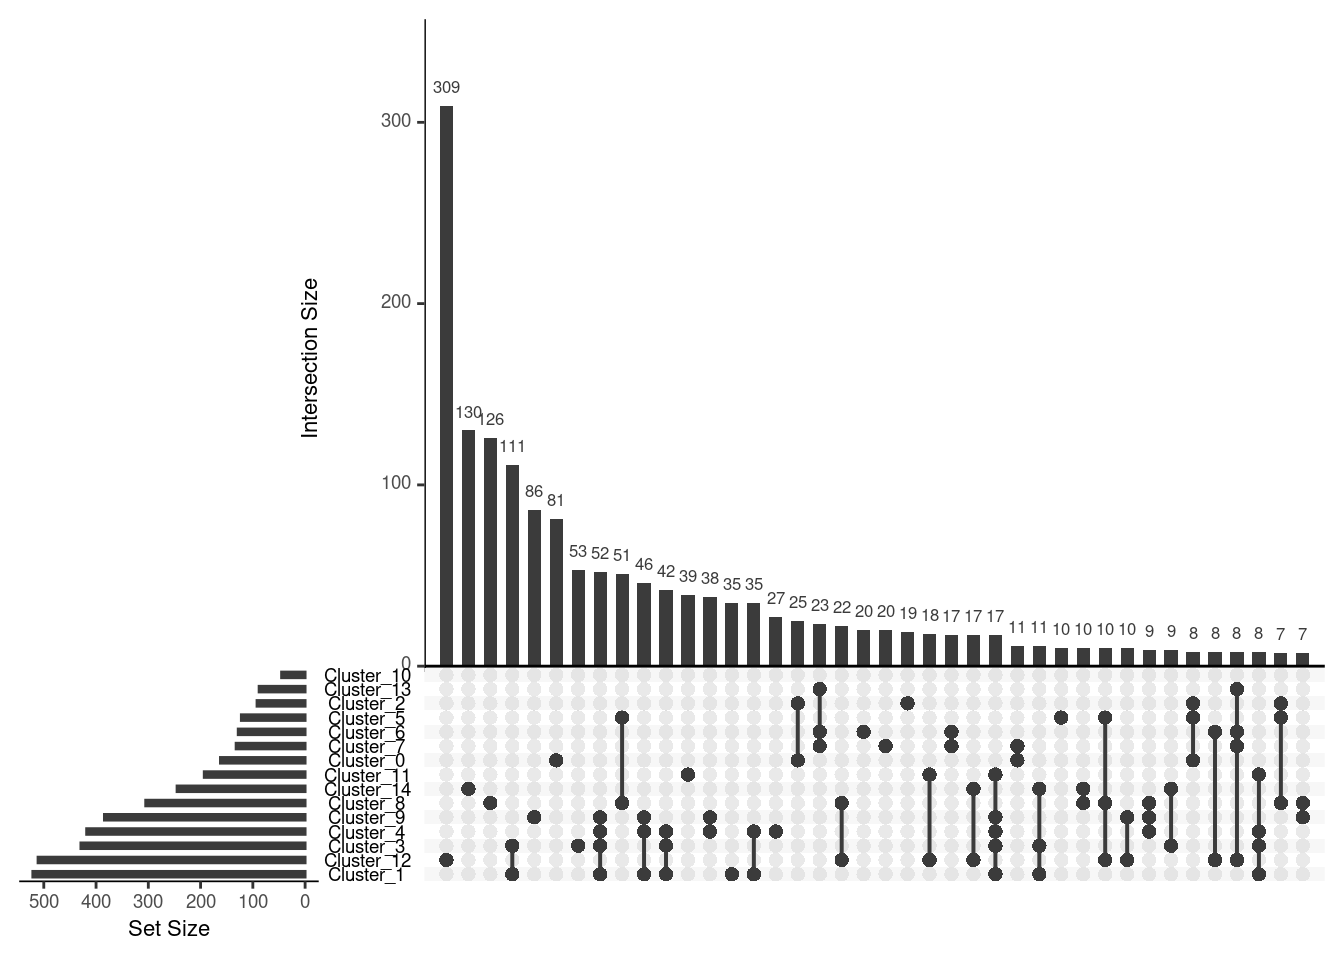 309
130
126
111
86
81
53
52
51
46
42
39
38
35
35
27
25
23
22
20
20
19
18
17
17
17
11
11
10
10
10
10
9
9
8
8
8
8
7
7
300
200
100
0
Intersection Size
Cluster_10
Cluster_13
Cluster_2
Cluster_5
Cluster_6
Cluster_7
Cluster_0
Cluster_11
Cluster_14
Cluster_8
Cluster_9
Cluster_4
Cluster_3
Cluster_12
Cluster_1
500 400 300 200 100 0
Set Size